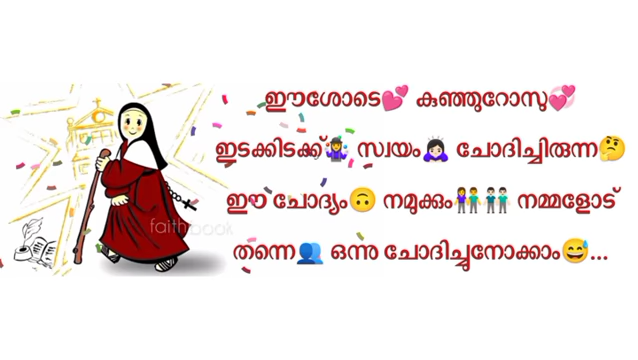 ഈശോടെ💕 കുഞ്ഞുറോസു💞
ഇടക്കിടക്ക്🤷‍♀️ സ്വയം🙇🏻‍♀️ ചോദിച്ചിരുന്ന🤔
ഈ ചോദ്യം🙃 നമുക്കും👫👬 നമ്മളോട്
തന്നെ👥 ഒന്നു ചോദിച്ചുനോക്കാം😅...
faithbook